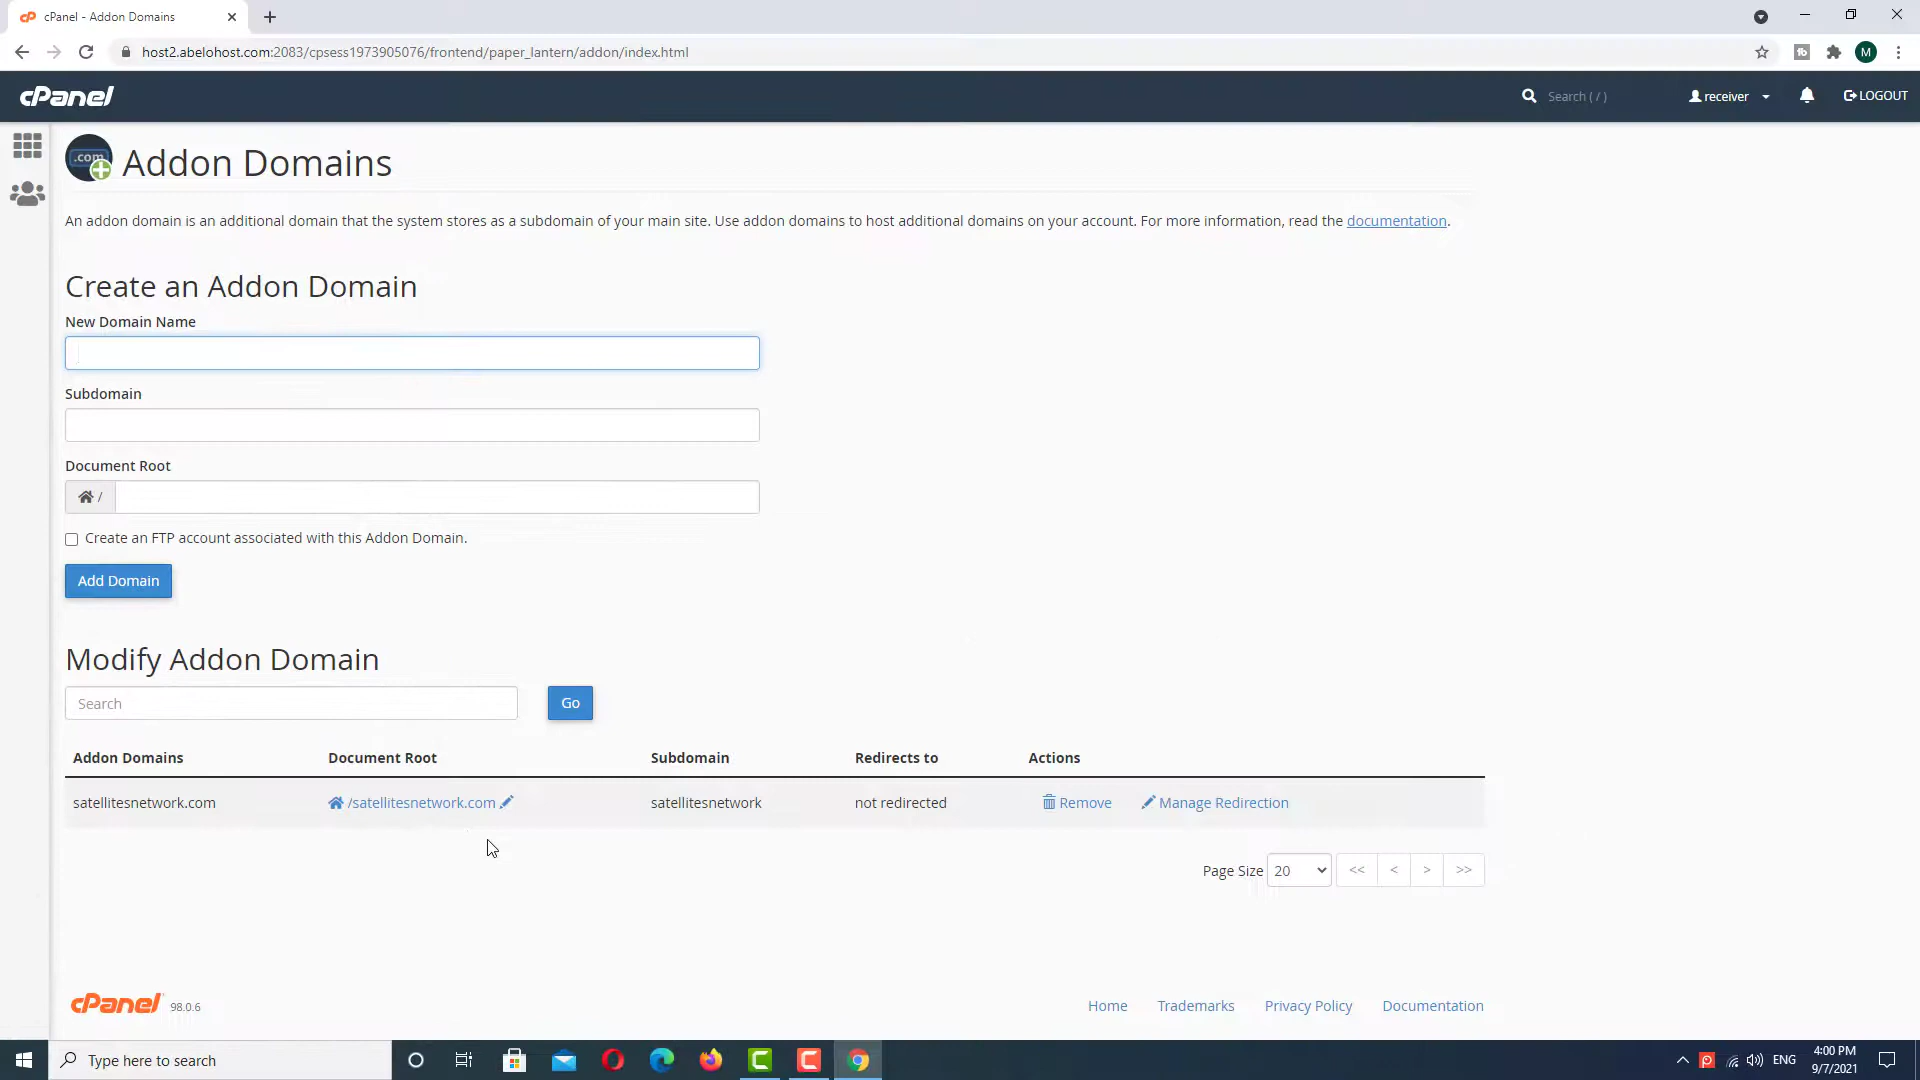 cPanel - Addon Domains
host2.abelohost.com:2083/cpsess1973905076/frontend/paper_lantern/addon/index.html
M
cPanel
Search ( / )
receiver
LOGOUT
.com
Addon Domains
An addon domain is an additional domain that the system stores as a subdomain of your main site. Use addon domains to host additional domains on your account. For more information, read the documentation.
Create an Addon Domain
New Domain Name
Subdomain
Document Root
/
Create an FTP account associated with this Addon Domain.
Add Domain
Modify Addon Domain
Search
Go
Addon Domains Document Root Subdomain Redirects to Actions
satellitesnetwork.com /satellitesnetwork.com satellitesnetwork not redirected Remove Manage Redirection
Page Size 20 << < > >>
cPanel 98.0.6
Home Trademarks Privacy Policy Documentation
Type here to search
ENG
4:00 PM
9/7/2021